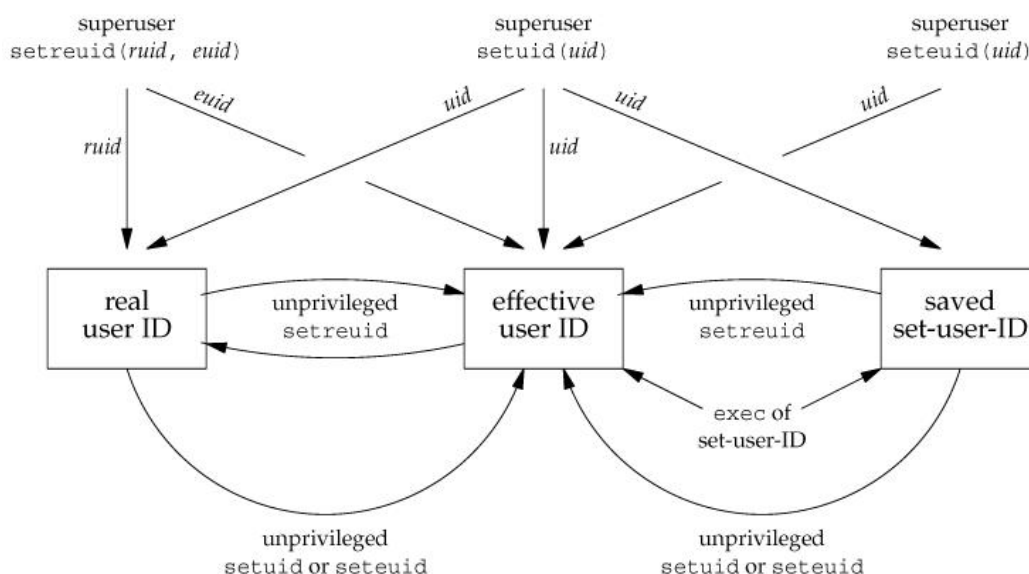 superuser
setreuid(ruid, euid)
superuser
setuid(uid)
superuser
seteuid(uid)
ruid
euid
uid
uid
uid
uid
real
user ID
unprivileged
setreuid
effective
user ID
unprivileged
setreuid
saved
set-user-ID
exec of
set-user-ID
unprivileged
setuid or seteuid
unprivileged
setuid or seteuid